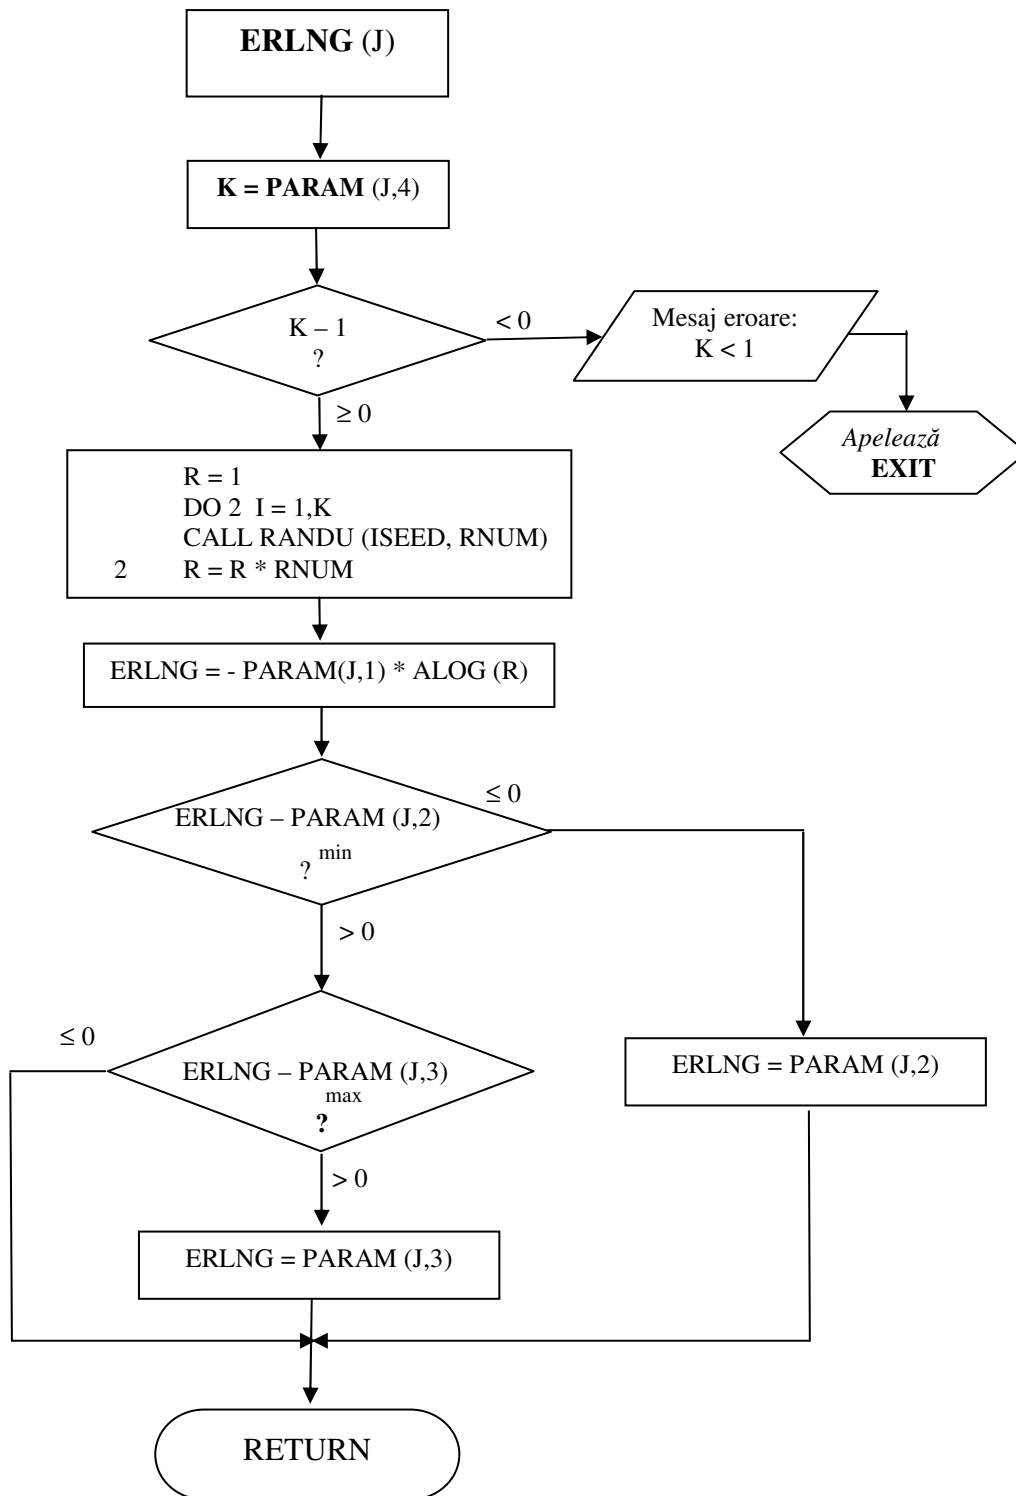 ERLNG (J)
K = PARAM (J,4)
K – 1
?
< 0
Mesaj eroare:
K < 1
≥ 0
Apelează
EXIT
R = 1
DO 2 I = 1,K
CALL RANDU (ISEED, RNUM)
2 R = R * RNUM
ERLNG = - PARAM(J,1) * ALOG (R)
≤ 0
ERLNG – PARAM (J,2)
min
?
> 0
≤ 0
ERLNG – PARAM (J,3)
max
?
ERLNG = PARAM (J,2)
> 0
ERLNG = PARAM (J,3)
RETURN